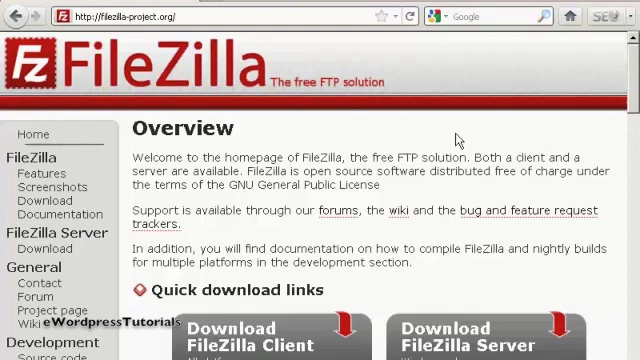 http://filezilla-project.org/
Google
SEO
Fz FileZilla The free FTP solution
Home
FileZilla
Features
Screenshots
Download
Documentation
FileZilla Server
Download
General
Contact
Forum
Project page
Wiki
eWordpressTutorials
Development
Source code
Overview
Welcome to the homepage of FileZilla, the free FTP solution. Both a client and a
server are available. FileZilla is open source software distributed free of charge under
the terms of the GNU General Public License
Support is available through our forums, the wiki and the bug and feature request
trackers.
In addition, you will find documentation on how to compile FileZilla and nightly builds
for multiple platforms in the development section.
Quick download links
Download
FileZilla Client
Download
FileZilla Server